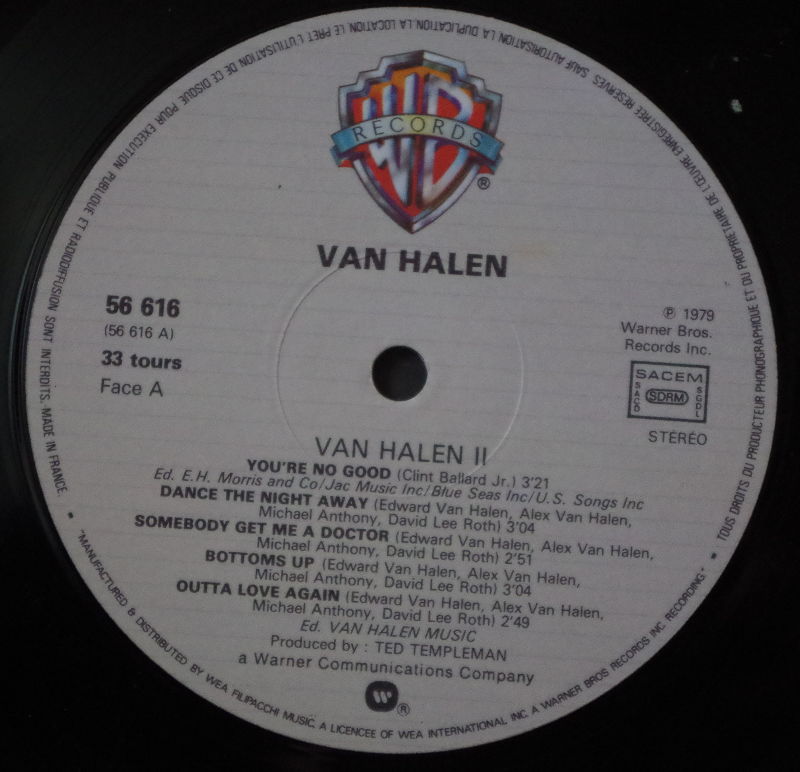 TOUS DROITS DU PRODUCTEUR PHONOGRAPHIQUE ET DU PROPRIETAIRE DE L'ŒUVRE ENREGISTREE RESERVES. SAUF AUTORISATION LA DUPLICATION, LA LOCATION, LE PRET, L'UTILISATION DE CE DISQUE POUR EXECUTION PUBLIQUE ET RADIODIFFUSION SONT INTERDITS. MADE IN FRANCE.
WB
RECORDS
®
VAN HALEN
56 616
(56 616 A)
33 tours
Face A
℗ 1979
Warner Bros.
Records Inc.
SACEM
SACD
SDRM
SGDL
STÉRÉO
VAN HALEN II
YOU'RE NO GOOD (Clint Ballard Jr.) 3'21
Ed. E.H. Morris and Co/Jac Music Inc/Blue Seas Inc/U.S. Songs Inc
DANCE THE NIGHT AWAY (Edward Van Halen, Alex Van Halen,
Michael Anthony, David Lee Roth) 3'04
SOMEBODY GET ME A DOCTOR (Edward Van Halen, Alex Van Halen,
Michael Anthony, David Lee Roth) 2'51
BOTTOMS UP (Edward Van Halen, Alex Van Halen,
Michael Anthony, David Lee Roth) 3'04
OUTTA LOVE AGAIN (Edward Van Halen, Alex Van Halen,
Michael Anthony, David Lee Roth) 2'49
Ed. VAN HALEN MUSIC
Produced by : TED TEMPLEMAN
a Warner Communications Company
®
"MANUFACTURED & DISTRIBUTED BY WEA FILIPACCHI MUSIC. A LICENCEE OF WEA INTERNATIONAL INC. A WARNER BROS RECORDS INC. RECORDING."